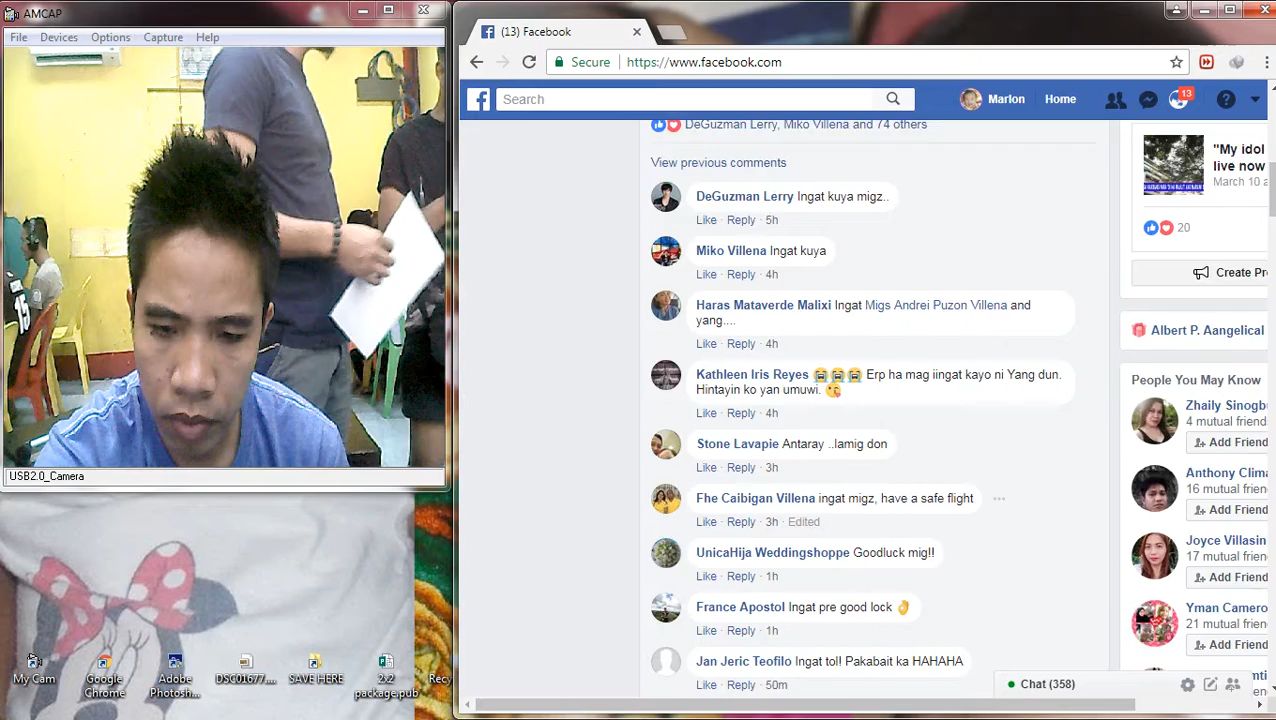 AMCAP
File Devices Options Capture Help
15
USB2.0_Camera
My Cam
Google Chrome
Adobe Photosh...
DSC01677....
SAVE HERE
2x2 package.pub
Recy
(13) Facebook
Secure https://www.facebook.com
Search
Marlon Home 13
DeGuzman Lerry, Miko Villena and 74 others
View previous comments
DeGuzman Lerry Ingat kuya migz..
Like · Reply · 5h
Miko Villena Ingat kuya
Like · Reply · 4h
Haras Mataverde Malixi Ingat Migs Andrei Puzon Villena and
yang....
Like · Reply · 4h
Kathleen Iris Reyes 😭😭😭 Erp ha mag iingat kayo ni Yang dun.
Hintayin ko yan umuwi. 😘
Like · Reply · 4h
Stone Lavapie Antaray ..lamig don
Like · Reply · 3h
Fhe Caibigan Villena ingat migz, have a safe flight
Like · Reply · 3h · Edited
UnicaHija Weddingshoppe Goodluck mig!!
Like · Reply · 1h
France Apostol Ingat pre good lock 👌
Like · Reply · 1h
Jan Jeric Teofilo Ingat tol! Pakabait ka HAHAHA
Like · Reply · 50m
"My idol
live now
March 10 a
20
Create Pr
Albert P. Aangelical
People You May Know
Zhaily Sinogb
4 mutual frien
Add Friend
Anthony Clima
16 mutual frien
Add Friend
Joyce Villasin
17 mutual frien
Add Friend
Yman Camero
21 mutual frien
Add Friend
Chat (358)